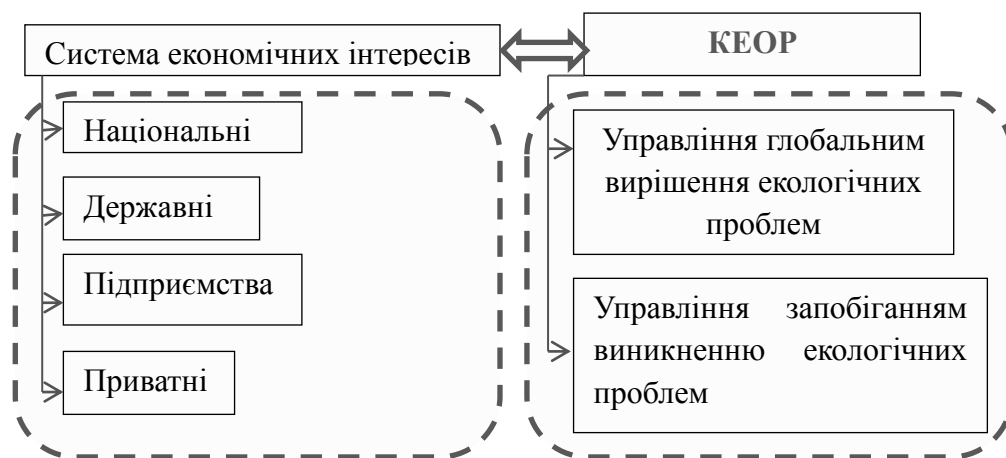 Система економічних інтересів
КЕОР
Національні
Державні
Підприємства
Приватні
Управління глобальним
вирішення екологічних
проблем
Управління запобіганням
виникненню екологічних
проблем